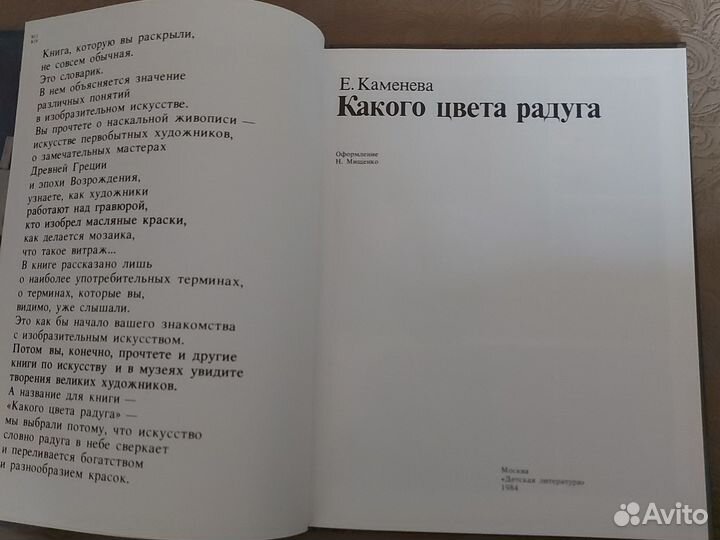 Книга, которую вы раскрыли,
не совсем обычная.
Это словарик.
В нем объясняется значение
различных понятий
в изобразительном искусстве.
Вы прочтете о наскальной живописи —
искусстве первобытных художников,
о замечательных мастерах
Древней Греции
и эпохи Возрождения,
узнаете, как художники
работают над гравюрой,
кто изобрел масляные краски,
как делается мозаика,
что такое витраж...
В книге рассказано лишь
о наиболее употребительных терминах,
о терминах, которые вы,
видимо, уже слышали.
Это как бы начало вашего знакомства
с изобразительным искусством.
Потом вы, конечно, прочтете и другие
книги по искусству и в музеях увидите
творения великих художников.
А название для книги —
«Какого цвета радуга» —
мы выбрали потому, что искусство
словно радуга в небе сверкает
и переливается богатством
и разнообразием красок.
Е. Каменева
Какого цвета радуга
Оформление
Н. Мищенко
Москва
«Детская литература»
1984
Avito